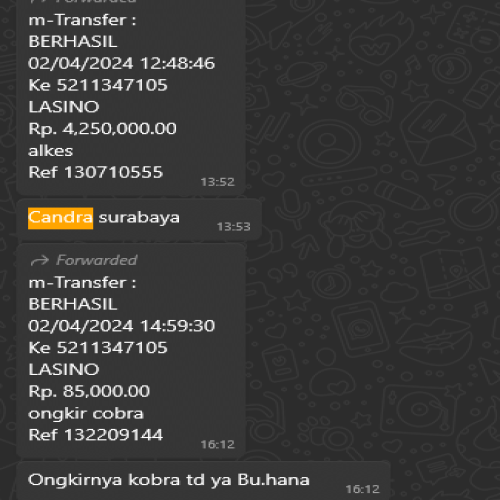 Forwarded
m-Transfer :
BERHASIL
02/04/2024 12:48:46
Ke 5211347105
LASINO
Rp. 4,250,000.00
alkes
Ref 130710555
13:52
Candra surabaya
13:53
Forwarded
m-Transfer :
BERHASIL
02/04/2024 14:59:30
Ke 5211347105
LASINO
Rp. 85,000.00
ongkir cobra
Ref 132209144
16:12
Ongkirnya kobra td ya Bu.hana
16:12